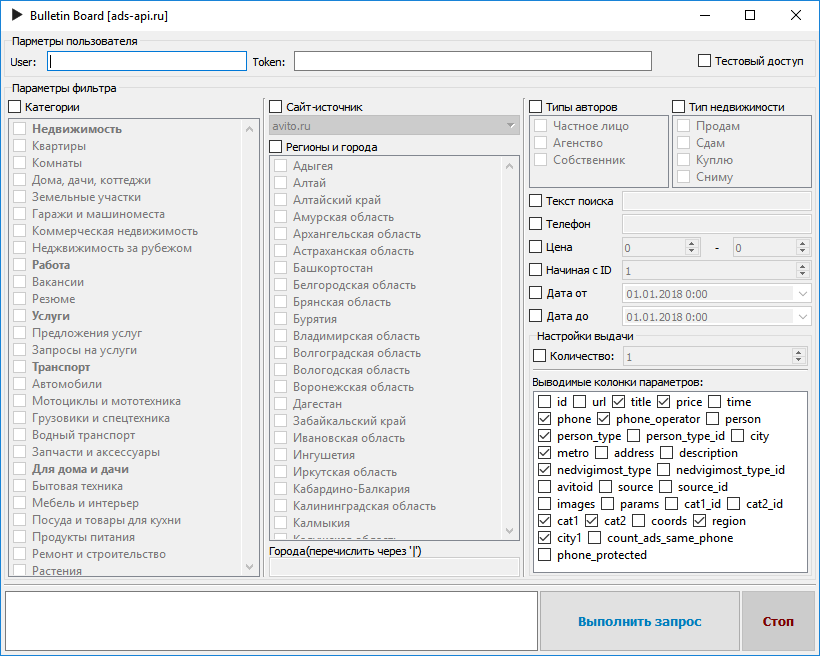 Bulletin Board [ads-api.ru]
Парметры пользователя
User:
Token:
Тестовый доступ
Параметры фильтра
Категории
Недвижимость
Квартиры
Комнаты
Дома, дачи, коттеджи
Земельные участки
Гаражи и машиноместа
Коммерческая недвижимость
Неджвижимость за рубежом
Работа
Вакансии
Резюме
Услуги
Предложения услуг
Запросы на услуги
Транспорт
Автомобили
Мотоциклы и мототехника
Грузовики и спецтехника
Водный транспорт
Запчасти и аксессуары
Для дома и дачи
Бытовая техника
Мебель и интерьер
Посуда и товары для кухни
Продукты питания
Ремонт и строительство
Растения
Сайт-источник
avito.ru
Регионы и города
Адыгея
Алтай
Алтайский край
Амурская область
Архангельская область
Астраханская область
Башкортостан
Белгородская область
Брянская область
Бурятия
Владимирская область
Волгоградская область
Вологодская область
Воронежская область
Дагестан
Забайкальский край
Ивановская область
Ингушетия
Иркутская область
Кабардино-Балкария
Калининградская область
Калмыкия
Калужская область
Города(перечислить через '|')
Типы авторов
Частное лицо
Агенство
Собственник
Тип недвижимости
Продам
Сдам
Куплю
Сниму
Текст поиска
Телефон
Цена 0 - 0
Начиная с ID 1
Дата от 01.01.2018 0:00
Дата до 01.01.2018 0:00
Настройки выдачи
Количество: 1
Выводимые колонки параметров:
id url title price time
phone phone_operator person
person_type person_type_id city
metro address description
nedvigimost_type nedvigimost_type_id
avitoid source source_id
images params cat1_id cat2_id
cat1 cat2 coords region
city1 count_ads_same_phone
phone_protected
Выполнить запрос
Стоп